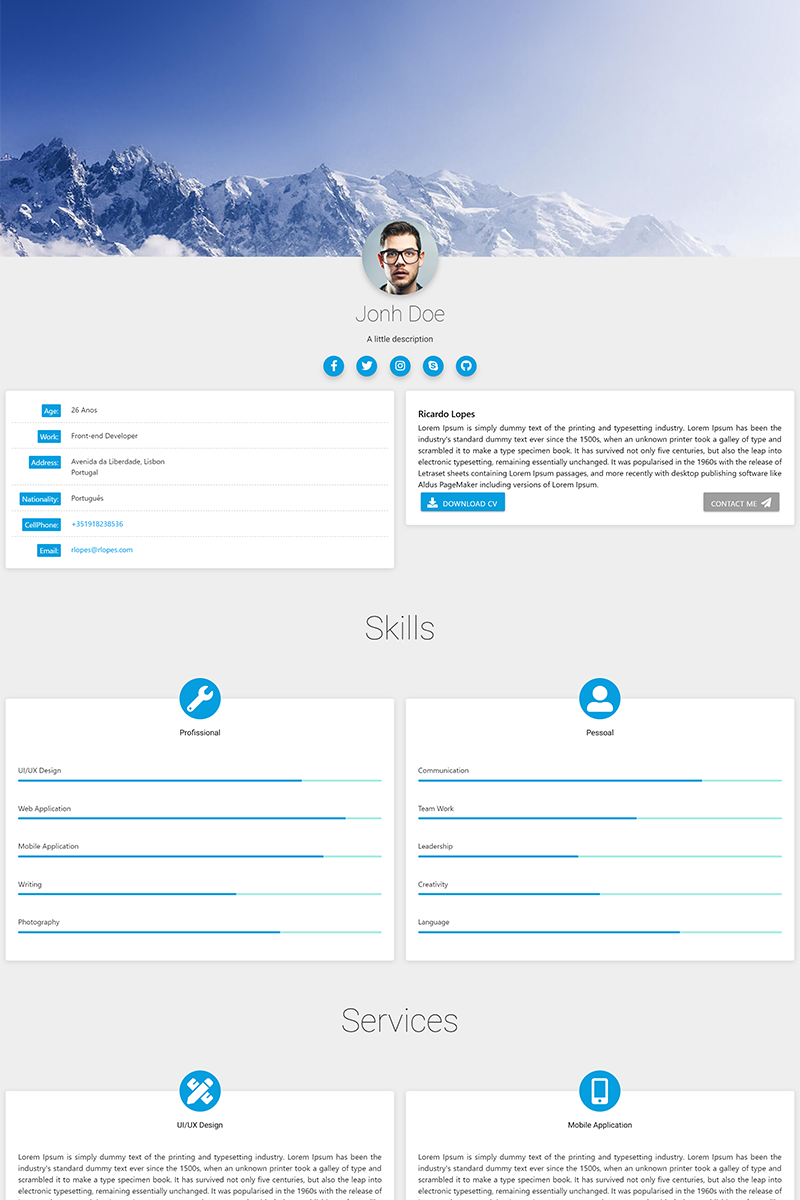 Jonh Doe
A little description
Age: 26 Anos
Work: Front-end Developer
Address: Avenida da Liberdade, Lisbon
Portugal
Nationality: Português
CellPhone: +351918238536
Email: rlopes@rlopes.com
Ricardo Lopes
Lorem Ipsum is simply dummy text of the printing and typesetting industry. Lorem Ipsum has been the
industry's standard dummy text ever since the 1500s, when an unknown printer took a galley of type and
scrambled it to make a type specimen book. It has survived not only five centuries, but also the leap into
electronic typesetting, remaining essentially unchanged. It was popularised in the 1960s with the release of
Letraset sheets containing Lorem Ipsum passages, and more recently with desktop publishing software like
Aldus PageMaker including versions of Lorem Ipsum.
DOWNLOAD CV
CONTACT ME
Skills
Profissional
UI/UX Design
Web Application
Mobile Application
Writing
Photography
Pessoal
Communication
Team Work
Leadership
Creativity
Language
Services
UI/UX Design
Lorem Ipsum is simply dummy text of the printing and typesetting industry. Lorem Ipsum has been the
industry's standard dummy text ever since the 1500s, when an unknown printer took a galley of type and
scrambled it to make a type specimen book. It has survived not only five centuries, but also the leap into
electronic typesetting, remaining essentially unchanged. It was popularised in the 1960s with the release of
Mobile Application
Lorem Ipsum is simply dummy text of the printing and typesetting industry. Lorem Ipsum has been the
industry's standard dummy text ever since the 1500s, when an unknown printer took a galley of type and
scrambled it to make a type specimen book. It has survived not only five centuries, but also the leap into
electronic typesetting, remaining essentially unchanged. It was popularised in the 1960s with the release of